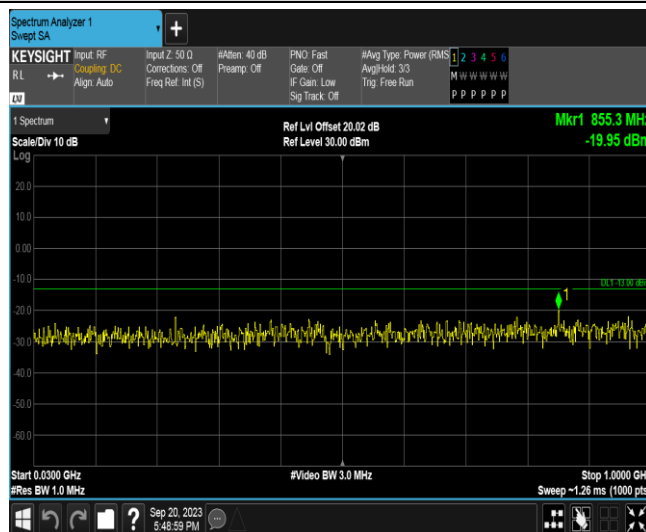 Spectrum Analyzer 1
Swept SA
+
KEYSIGHT
RL
LXI
Input: RF
Coupling: DC
Align: Auto
Input Z: 50 Ω
Corrections: Off
Freq Ref: Int (S)
#Atten: 40 dB
Preamp: Off
PNO: Fast
Gate: Off
IF Gain: Low
Sig Track: Off
#Avg Type: Power (RMS
Avg|Hold: 3/3
Trig: Free Run
1 2 3 4 5 6
M W W W W W
P P P P P P
1 Spectrum
Scale/Div 10 dB
Ref Lvl Offset 20.02 dB
Ref Level 30.00 dBm
Mkr1 855.3 MHz
-19.95 dBm
Log
20.0
10.0
0.00
-10.0
DL1 -13.00 dBm
1
-20.0
-30.0
-40.0
-50.0
-60.0
Start 0.0300 GHz
#Res BW 1.0 MHz
#Video BW 3.0 MHz
Stop 1.0000 GH
Sweep ~1.26 ms (1000 pts
?
Sep 20, 2023
5:48:59 PM